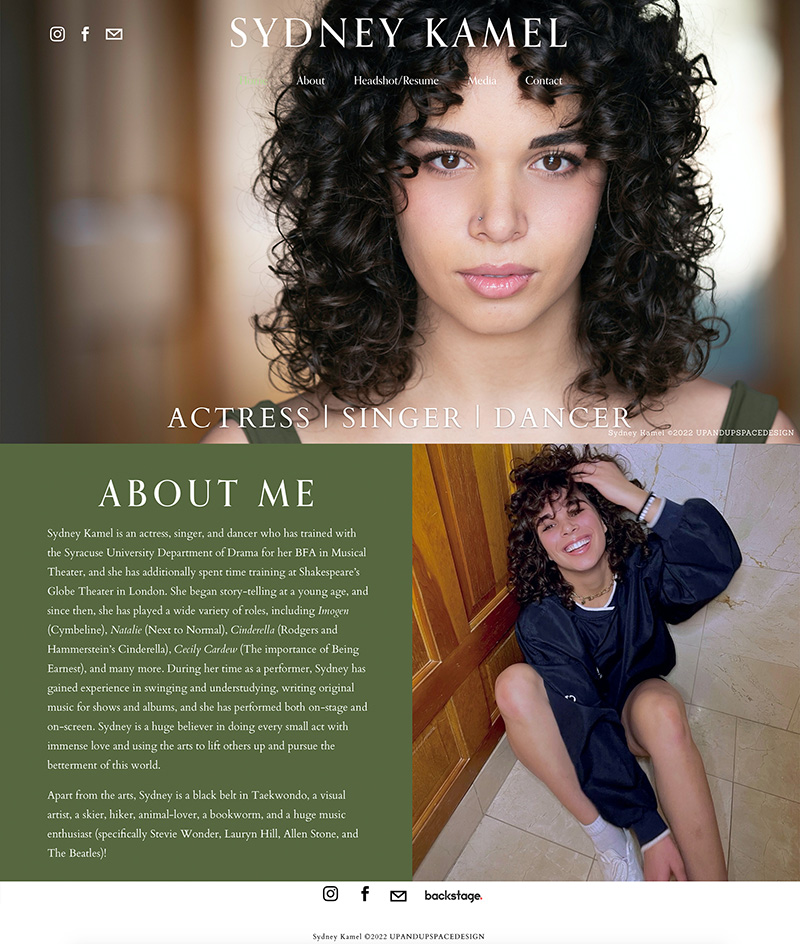 SYDNEY KAMEL
About Headshot/Resume Media Contact
ACTRESS | SINGER | DANCER
Sydney Kamel ©2022 UPANDUPSPACEDESIGN
ABOUT ME
Sydney Kamel is an actress, singer, and dancer who has trained with
the Syracuse University Department of Drama for her BFA in Musical
Theater, and she has additionally spent time training at Shakespeare's
Globe Theater in London. She began story-telling at a young age, and
since then, she has played a wide variety of roles, including Imogen
(Cymbeline), Natalie (Next to Normal), Cinderella (Rodgers and
Hammerstein's Cinderella), Cecily Cardew (The importance of Being
Earnest), and many more. During her time as a performer, Sydney has
gained experience in swinging and understudying, writing original
music for shows and albums, and she has performed both on-stage and
on-screen. Sydney is a huge believer in doing every small act with
immense love and using the arts to lift others up and pursue the
betterment of this world.
Apart from the arts, Sydney is a black belt in Taekwondo, a visual
artist, a skier, hiker, animal-lover, a bookworm, and a huge music
enthusiast (specifically Stevie Wonder, Lauryn Hill, Allen Stone, and
The Beatles)!
backstage.
Sydney Kamel ©2022 UPANDUPSPACEDESIGN